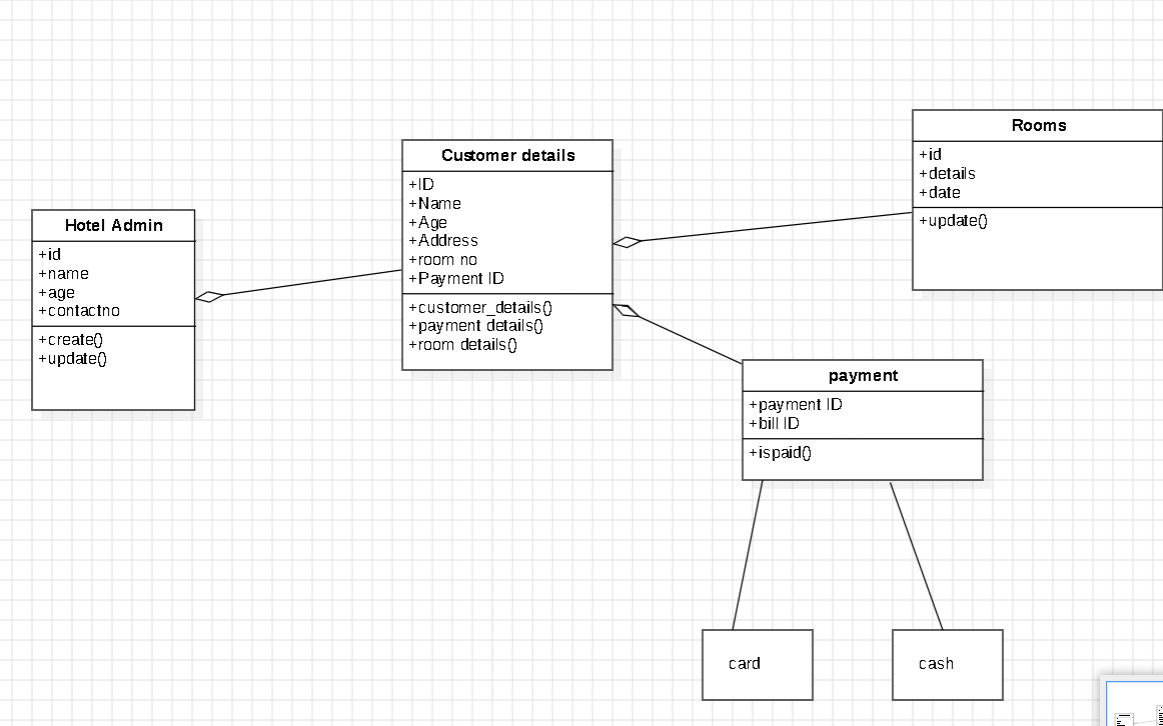 Hotel Admin
+id
+name
+age
+contactno
+create()
+update()
Customer details
+ID
+Name
+Age
+Address
+room no
+Payment ID
+customer_details()
+payment details()
+room details()
Rooms
+id
+details
+date
+update()
payment
+payment ID
+bill ID
+ispaid()
card
cash